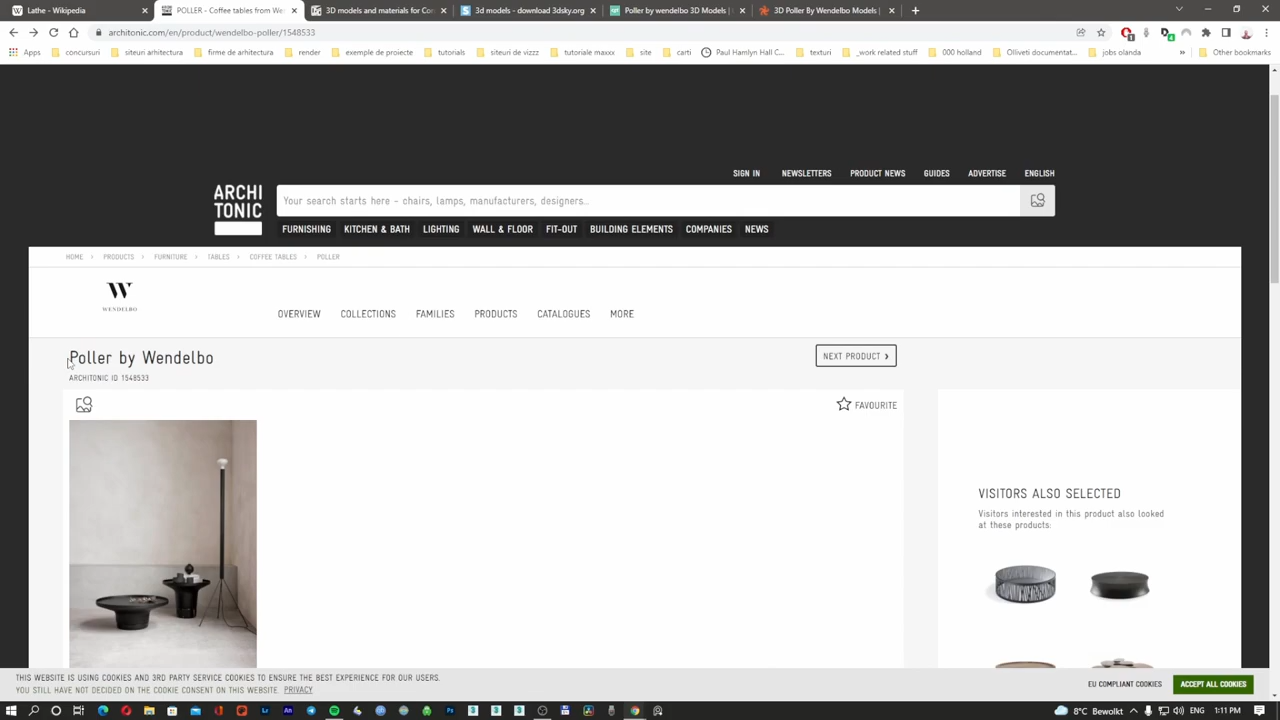 Lathe - Wikipedia
POLLER - Coffee tables from We
3D models and materials for Co
3d models - download 3dsky.org
Poller by wendelbo 3D Models |
3D Poller By Wendelbo Models |
architonic.com/en/product/wendelbo-poller/1548533
Apps
concursuri
siteuri arhitectura
firme de arhitectura
render
exemple de proiecte
tutorials
siteuri de vizzz
tutoriale maxxx
site
carti
Paul Hamlyn Hall C...
texturi
_work related stuff
000 holland
Olliveti documentat...
jobs olanda
Other bookmarks
SIGN IN
NEWSLETTERS
PRODUCT NEWS
GUIDES
ADVERTISE
ENGLISH
ARCHI
TONIC
Your search starts here - chairs, lamps, manufacturers, designers...
FURNISHING
KITCHEN & BATH
LIGHTING
WALL & FLOOR
FIT-OUT
BUILDING ELEMENTS
COMPANIES
NEWS
HOME > PRODUCTS > FURNITURE > TABLES > COFFEE TABLES > POLLER
W
WENDELBO
OVERVIEW
COLLECTIONS
FAMILIES
PRODUCTS
CATALOGUES
MORE
Poller by Wendelbo
ARCHITONIC ID 1548533
NEXT PRODUCT >
FAVOURITE
VISITORS ALSO SELECTED
Visitors interested in this product also looked
at these products:
THIS WEBSITE IS USING COOKIES AND 3RD PARTY SERVICE COOKIES TO ENSURE THE BEST EXPERIENCE FOR OUR USERS.
YOU STILL HAVE NOT DECIDED ON THE COOKIE CONSENT ON THIS WEBSITE. PRIVACY
EU COMPLIANT COOKIES
ACCEPT ALL COOKIES
8°C Bewolkt
ENG
1:11 PM